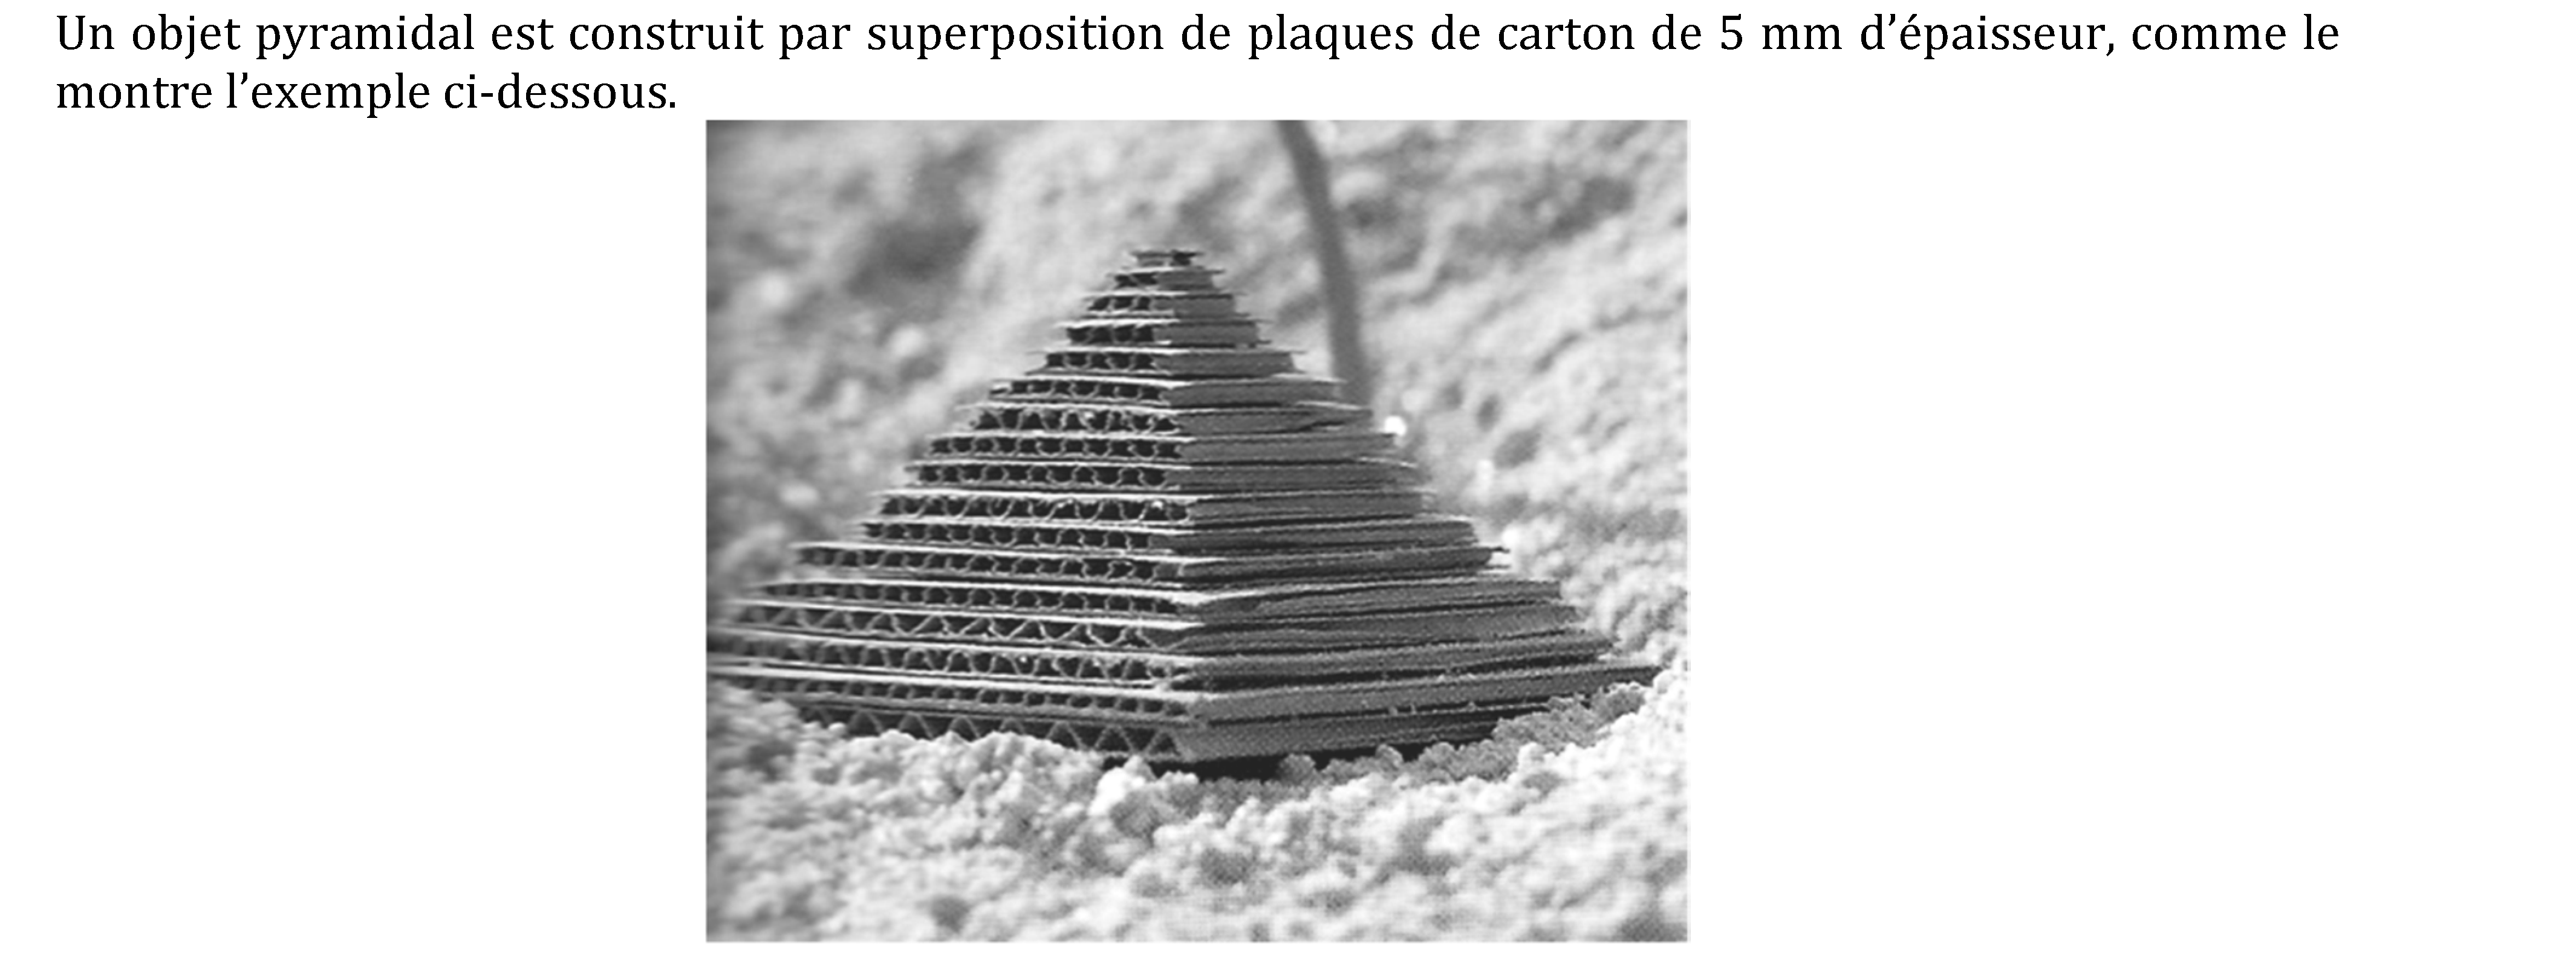 Un objet pyramidal est construit par superposition de plaques de carton de 5 mm d’épaisseur, comme le
montre l’exemple ci-dessous.